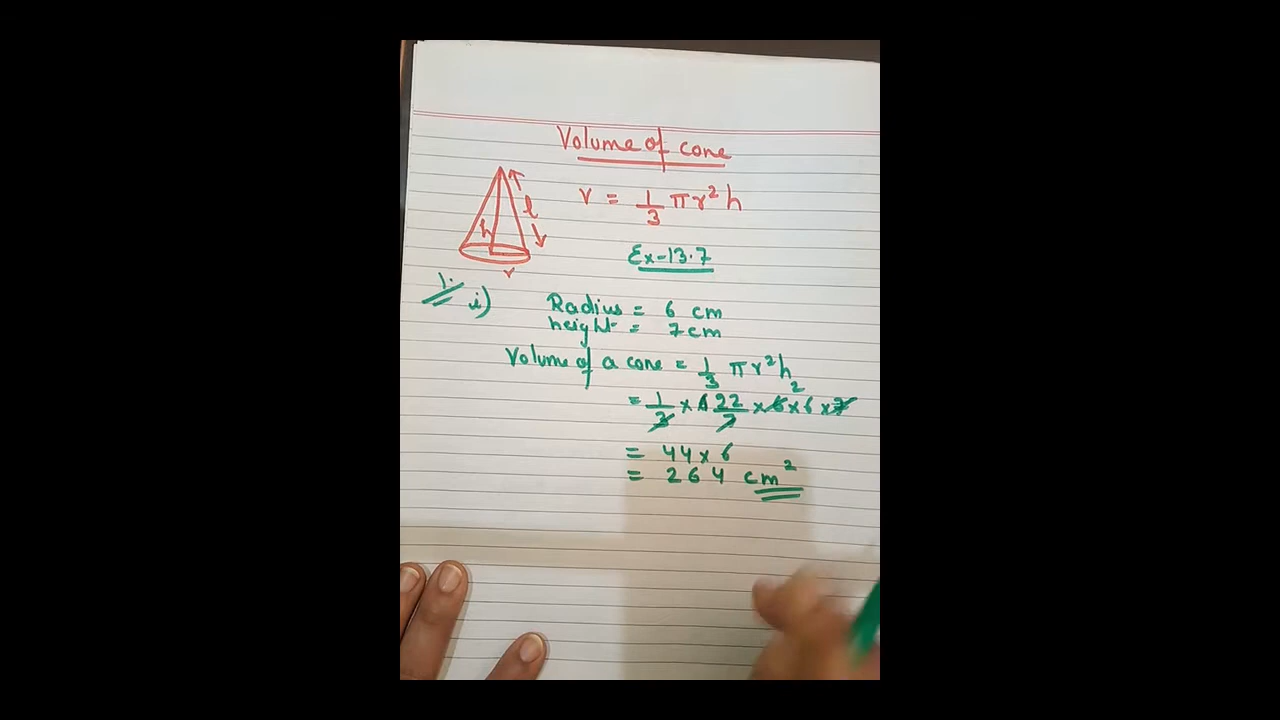 Volume of cone
V = 1/3 πr²h
l
h
r
Ex-13.7
1. i) Radius = 6 cm
height = 7cm
Volume of a cone = 1/3 πr²h
2
= 1/3 × 22/7 × 6 × 6 × 7
= 44 × 6
= 264 cm²